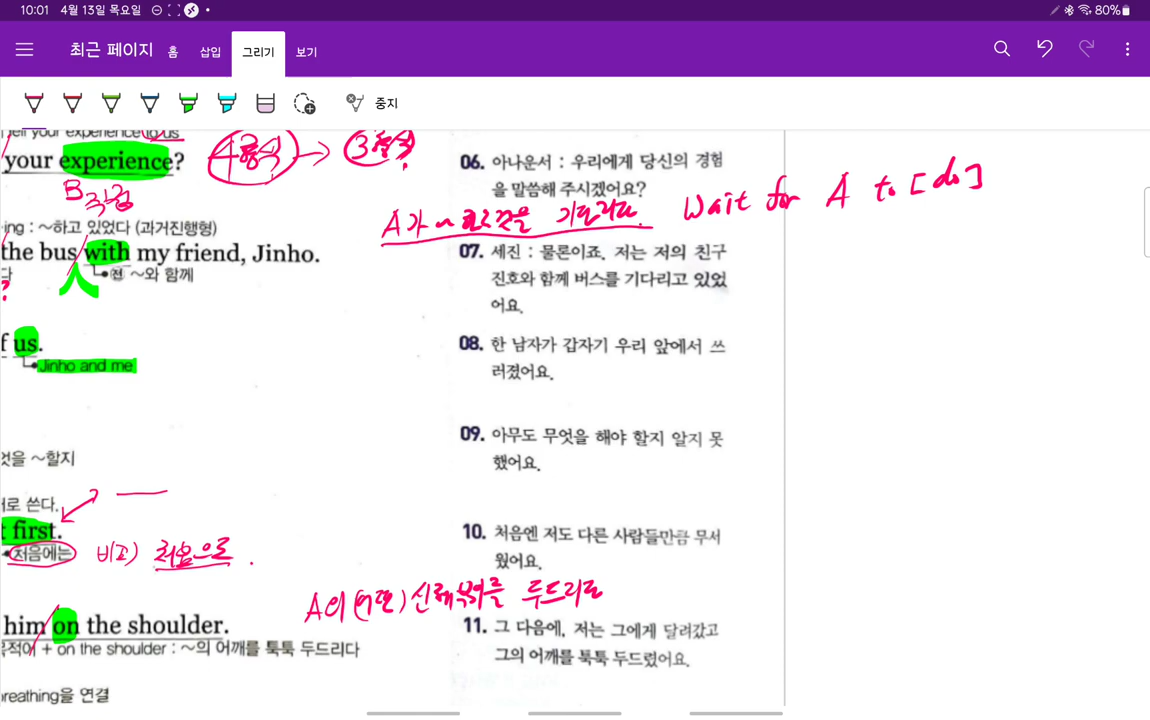 10:01 4월 13일 목요일 80%
최근 페이지 홈 삽입 그리기 보기
중지
tell your experience to us
your experience? 4형식 → 3형식
B 직접
ing : ~하고 있었다 (과거진행형)
the bus with my friend, Jinho.
다 전 ~와 함께
?
f us.
Jinho and me
것을 ~할지
로 쓴다.
t first.
처음에는 비교) 처음으로.
him on the shoulder.
목적어 + on the shoulder : ~의 어깨를 툭툭 두드리다
breathing을 연결
A의 (어떤) 신체부위를 두드리다
06. 아나운서 : 우리에게 당신의 경험
을 말씀해 주시겠어요?
A가 ~ 할것을 기다리다. Wait for A to [do]
07. 세진 : 물론이죠. 저는 저의 친구
진호와 함께 버스를 기다리고 있었
어요.
08. 한 남자가 갑자기 우리 앞에서 쓰
러졌어요.
09. 아무도 무엇을 해야 할지 알지 못
했어요.
10. 처음엔 저도 다른 사람들만큼 무서
웠어요.
11. 그 다음에, 저는 그에게 달려갔고
그의 어깨를 툭툭 두드렸어요.